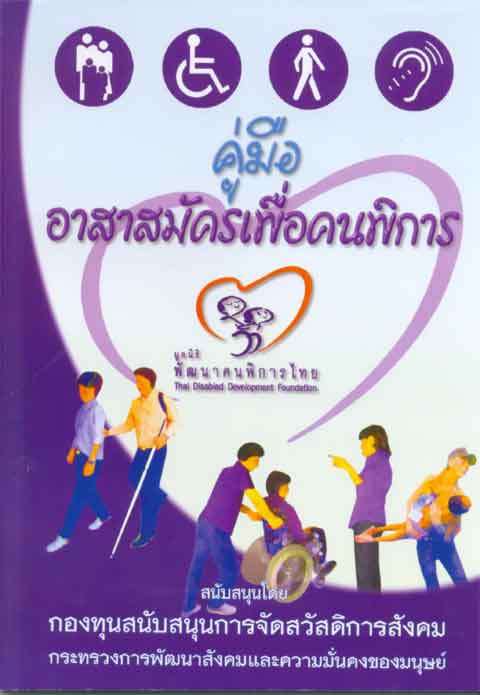 คู่มือ
อาสาสมัครเพื่อคนพิการ
มูลนิธิ
พัฒนาคนพิการไทย
Thai Disabled Development Foundation.
สนับสนุนโดย
กองทุนสนับสนุนการจัดสวัสดิการสังคม
กระทรวงการพัฒนาสังคมและความมั่นคงของมนุษย์